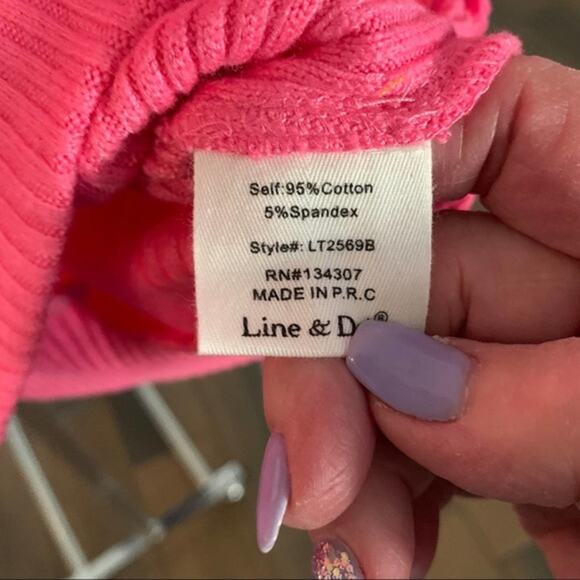 Self:95%Cotton
5%Spandex
Style#: LT2569B
RN#134307
MADE IN P.R.C
Line & D